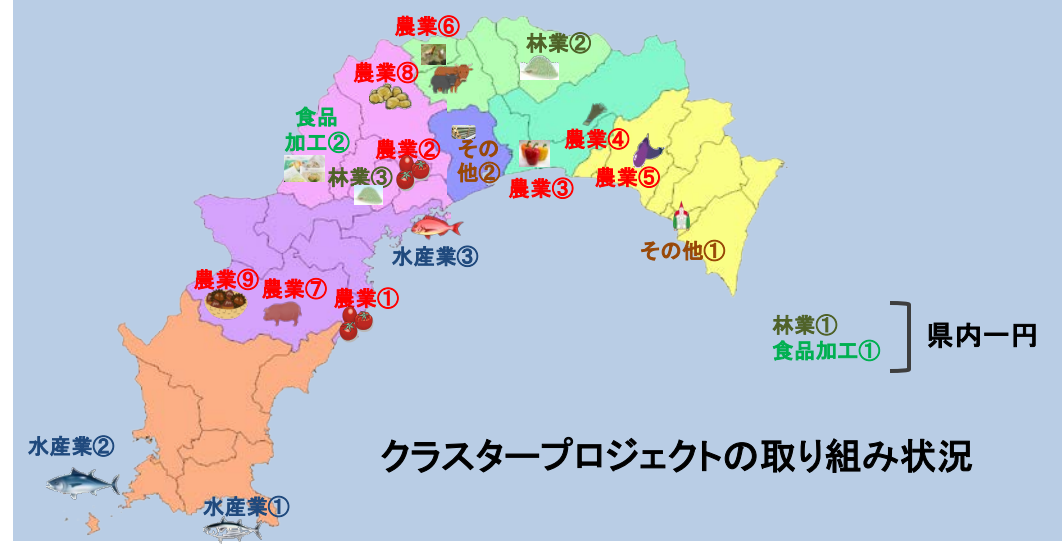 農業⑥
林業②
農業⑧
食品
加工②
農業②
その
他②
農業④
林業③
農業③
農業⑤
水産業③
その他①
農業⑨
農業⑦
農業①
林業①
食品加工①
県内一円
水産業②
クラスタープロジェクトの取り組み状況
水産業①